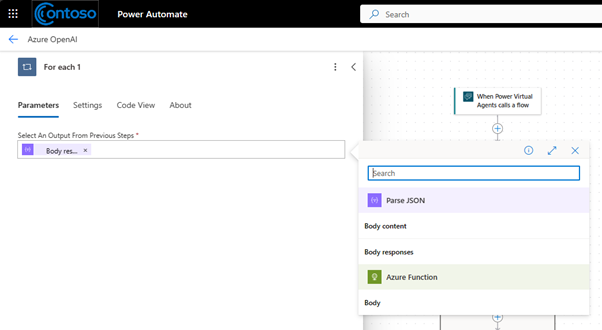 Contoso
Power Automate
Search
Azure OpenAI
For each 1
Parameters
Settings
Code View
About
Select An Output From Previous Steps *
Body res... ×
When Power Virtual
Agents calls a flow
Search
Parse JSON
Body content
Body responses
Azure Function
Body